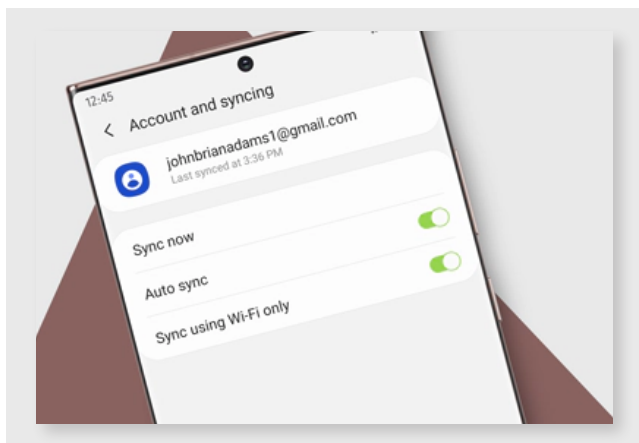 12:45
Account and syncing
johnbrianadams1@gmail.com
Last synced at 3:36 PM
Sync now
Auto sync
Sync using Wi-Fi only